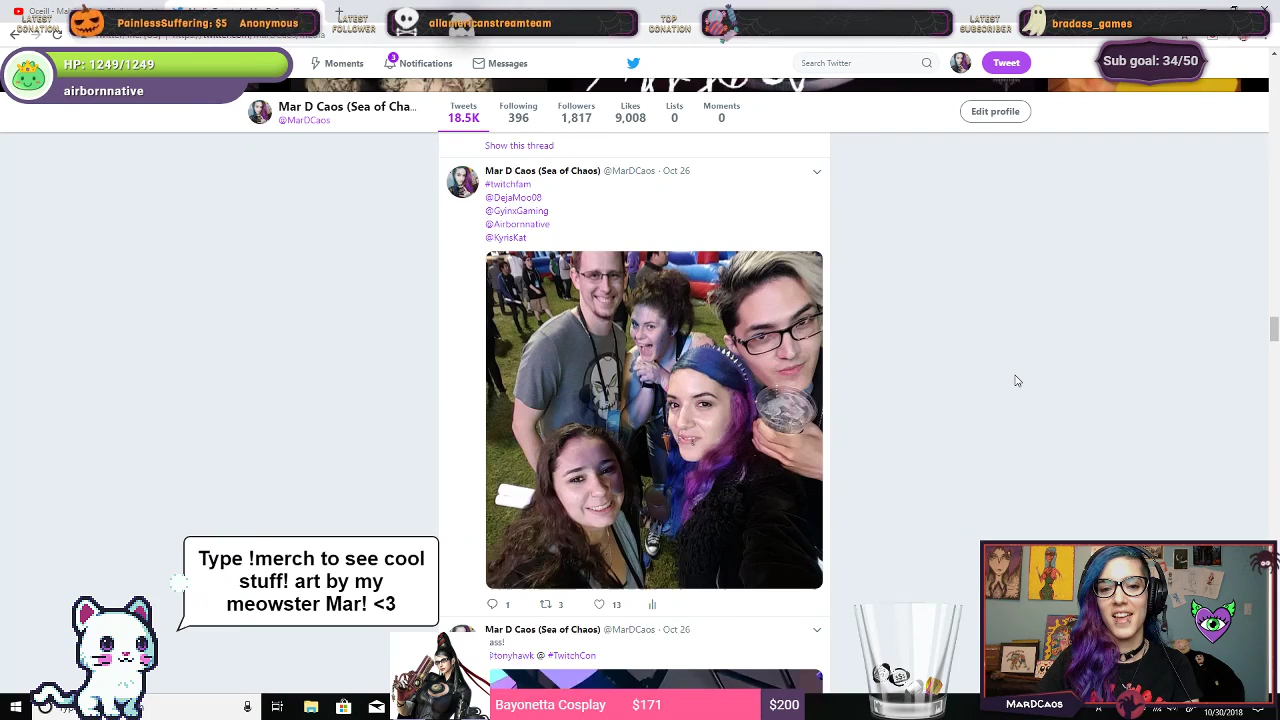 Oceill - Mal
LATEST DONATION
PainlessSuffering: $5 Anonymous
LATEST FOLLOWER
allamericanstreamteam
TOP DONATION
LATEST SUBSCRIBER
bradass_games
HP: 1249/1249
airbornnative
Moments
3
Notifications
Messages
Search Twitter
Tweet
Sub goal: 34/50
Mar D Caos (Sea of Cha...
@MarDCaos
Tweets
18.5K
Following
396
Followers
1,817
Likes
9,008
Lists
0
Moments
0
Edit profile
Show this thread
Mar D Caos (Sea of Chaos) @MarDCaos · Oct 26
#twitchfam
@DejaMoo08
@GyinxGaming
@Airbornnative
@KyrisKat
1 3 13
Mar D Caos (Sea of Chaos) @MarDCaos · Oct 26
ass!
@tonyhawk @ #TwitchCon
Type !merch to see cool
stuff! art by my
meowster Mar! <3
Bayonetta Cosplay $171 $200
MARDCAOS
10/30/2018